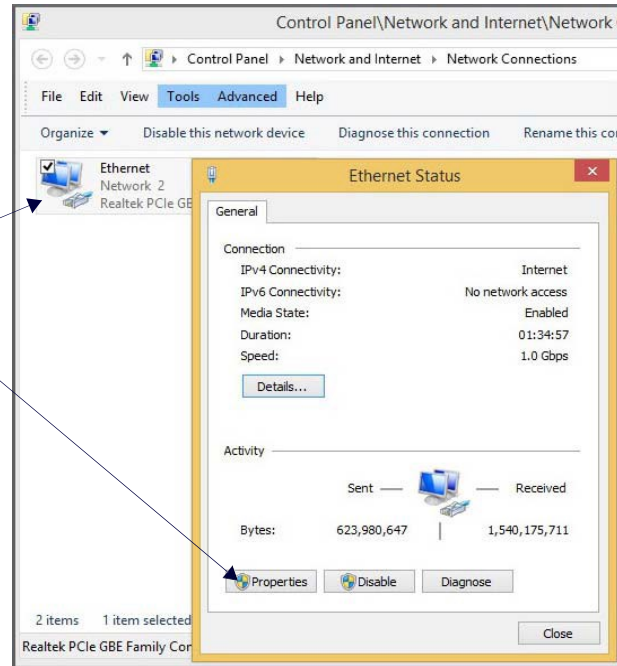 Control Panel\Network and Internet\Network
Control Panel Network and Internet Network Connections
File Edit View Tools Advanced Help
Organize Disable this network device Diagnose this connection Rename this co
Ethernet
Network 2
Realtek PCIe GB
Ethernet Status
General
Connection
IPv4 Connectivity: Internet
IPv6 Connectivity: No network access
Media State: Enabled
Duration: 01:34:57
Speed: 1.0 Gbps
Details...
Activity
Sent — — Received
Bytes: 623,980,647 | 1,540,175,711
Properties Disable Diagnose
Close
2 items 1 item selected
Realtek PCIe GBE Family Con